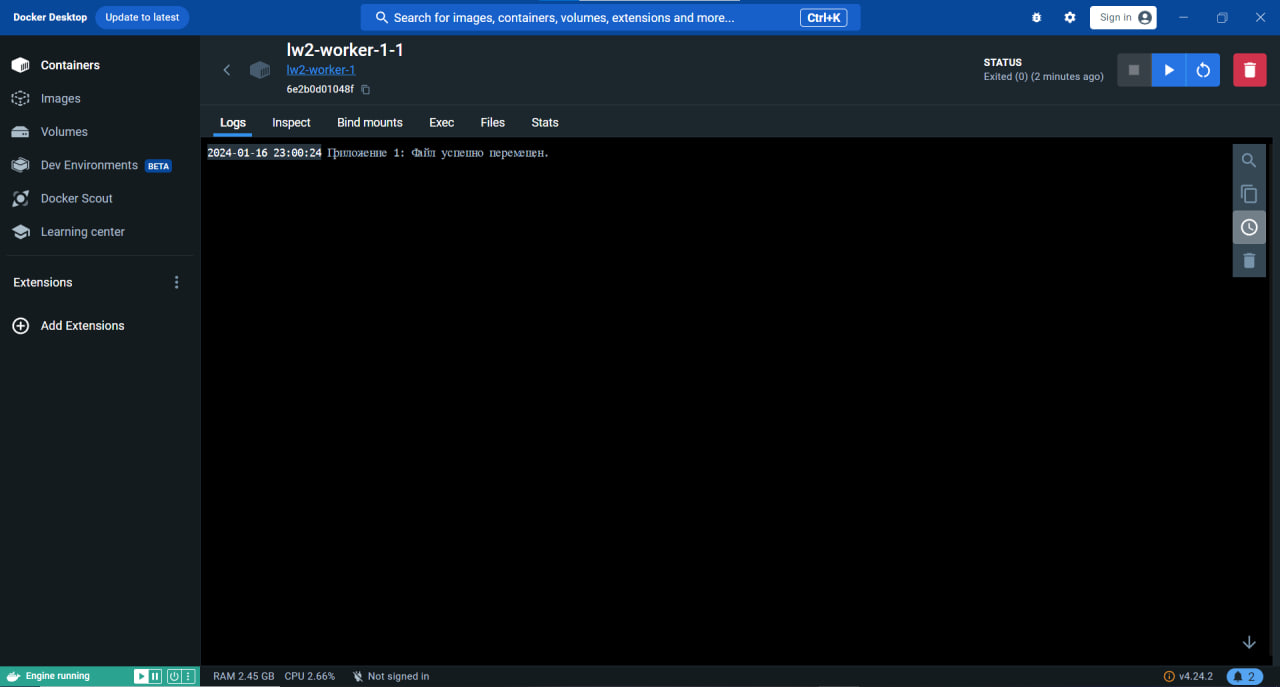 Docker Desktop
Update to latest
Search for images, containers, volumes, extensions and more...
Ctrl+K
Sign in
Containers
Images
Volumes
Dev Environments BETA
Docker Scout
Learning center
Extensions
Add Extensions
lw2-worker-1-1
lw2-worker-1
6e2b0d01048f
STATUS
Exited (0) (2 minutes ago)
Logs Inspect Bind mounts Exec Files Stats
2024-01-16 23:00:24 Приложение 1: Файл успешно перемещен.
Engine running
RAM 2.45 GB CPU 2.66% Not signed in
v4.24.2
2